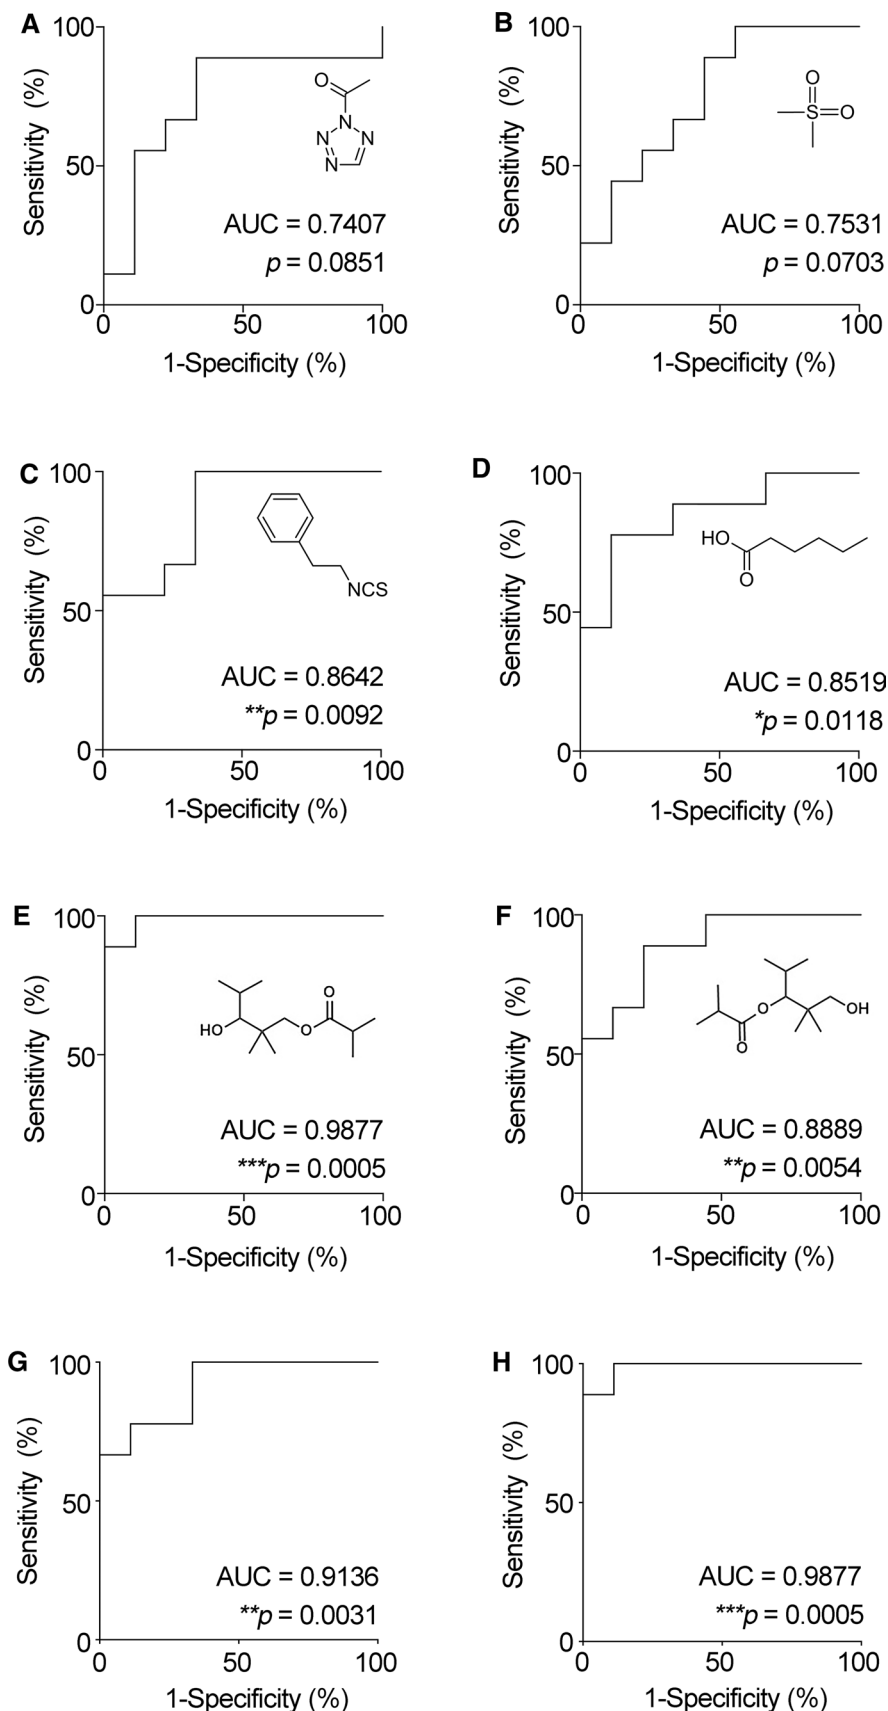 A
100
50
0
0
50
100
Sensitivity (%)
1-Specificity (%)
O
N
N
N
N
AUC = 0.7407
p = 0.0851
B
100
50
0
0
50
100
Sensitivity (%)
1-Specificity (%)
O
S
O
AUC = 0.7531
p = 0.0703
C
100
50
0
0
50
100
Sensitivity (%)
1-Specificity (%)
NCS
AUC = 0.8642
**p = 0.0092
D
100
50
0
0
50
100
Sensitivity (%)
1-Specificity (%)
HO
O
AUC = 0.8519
*p = 0.0118
E
100
50
0
0
50
100
Sensitivity (%)
1-Specificity (%)
O
HO
O
AUC = 0.9877
***p = 0.0005
F
100
50
0
0
50
100
Sensitivity (%)
1-Specificity (%)
O
OH
O
AUC = 0.8889
**p = 0.0054
G
100
50
0
0
50
100
Sensitivity (%)
1-Specificity (%)
AUC = 0.9136
**p = 0.0031
H
100
50
0
0
50
100
Sensitivity (%)
1-Specificity (%)
AUC = 0.9877
***p = 0.0005